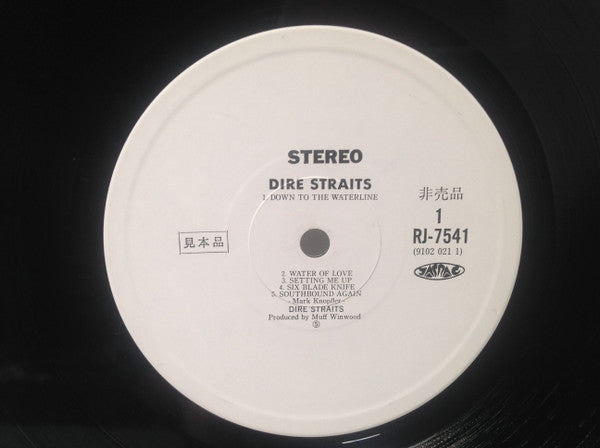 STEREO
DIRE STRAITS
1. DOWN TO THE WATERLINE
非売品
1
RJ-7541
(9102 021 1)
見本品
JASRAC
2. WATER OF LOVE
3. SETTING ME UP
4. SIX BLADE KNIFE
5. SOUTHBOUND AGAIN
- Mark Knopfler -
DIRE STRAITS
Produced by Muff Winwood
Ⓟ